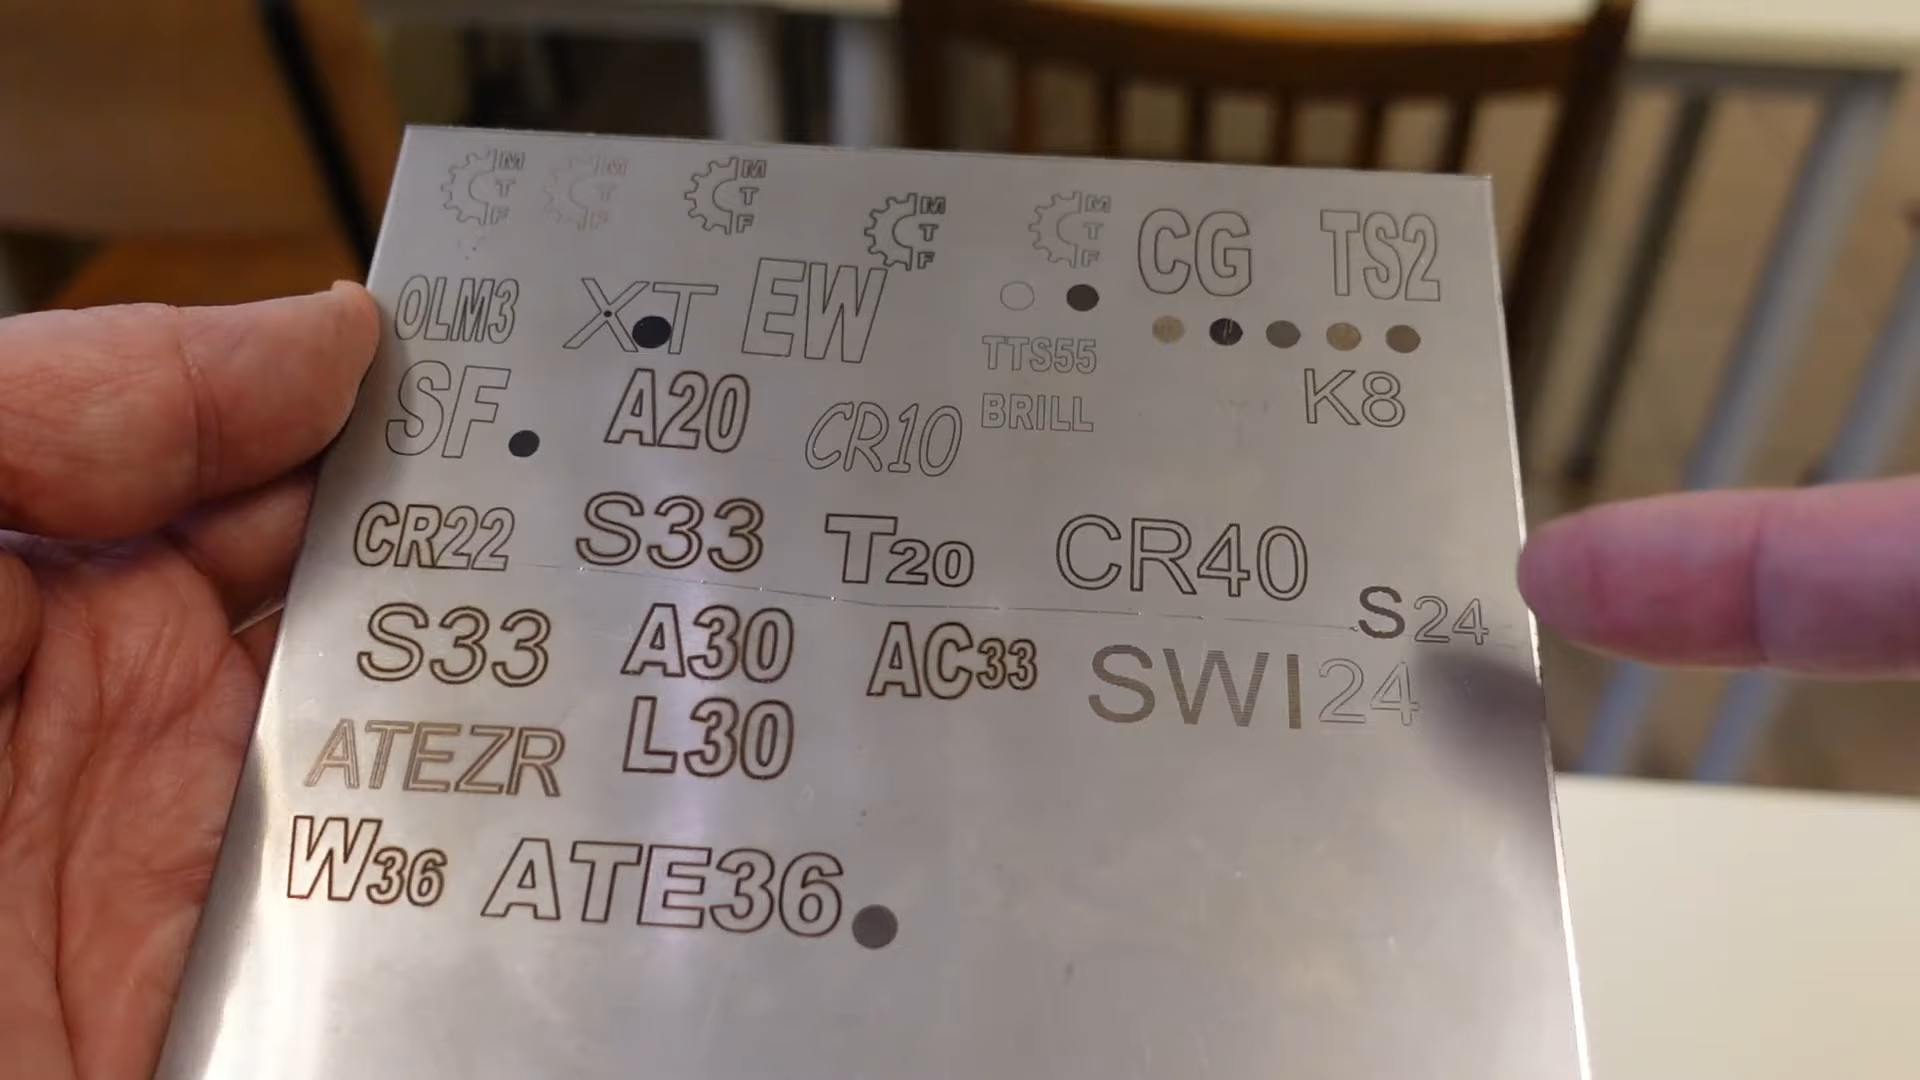 MTF MTF MTF MTF MTF CG TS2
OLM3 XT EW
TTS55
SF A20 CR10 BRILL K8
CR22 S33 T20 CR40
S24
S33 A30 AC33 SWI24
ATEZR L30
W36 ATE36